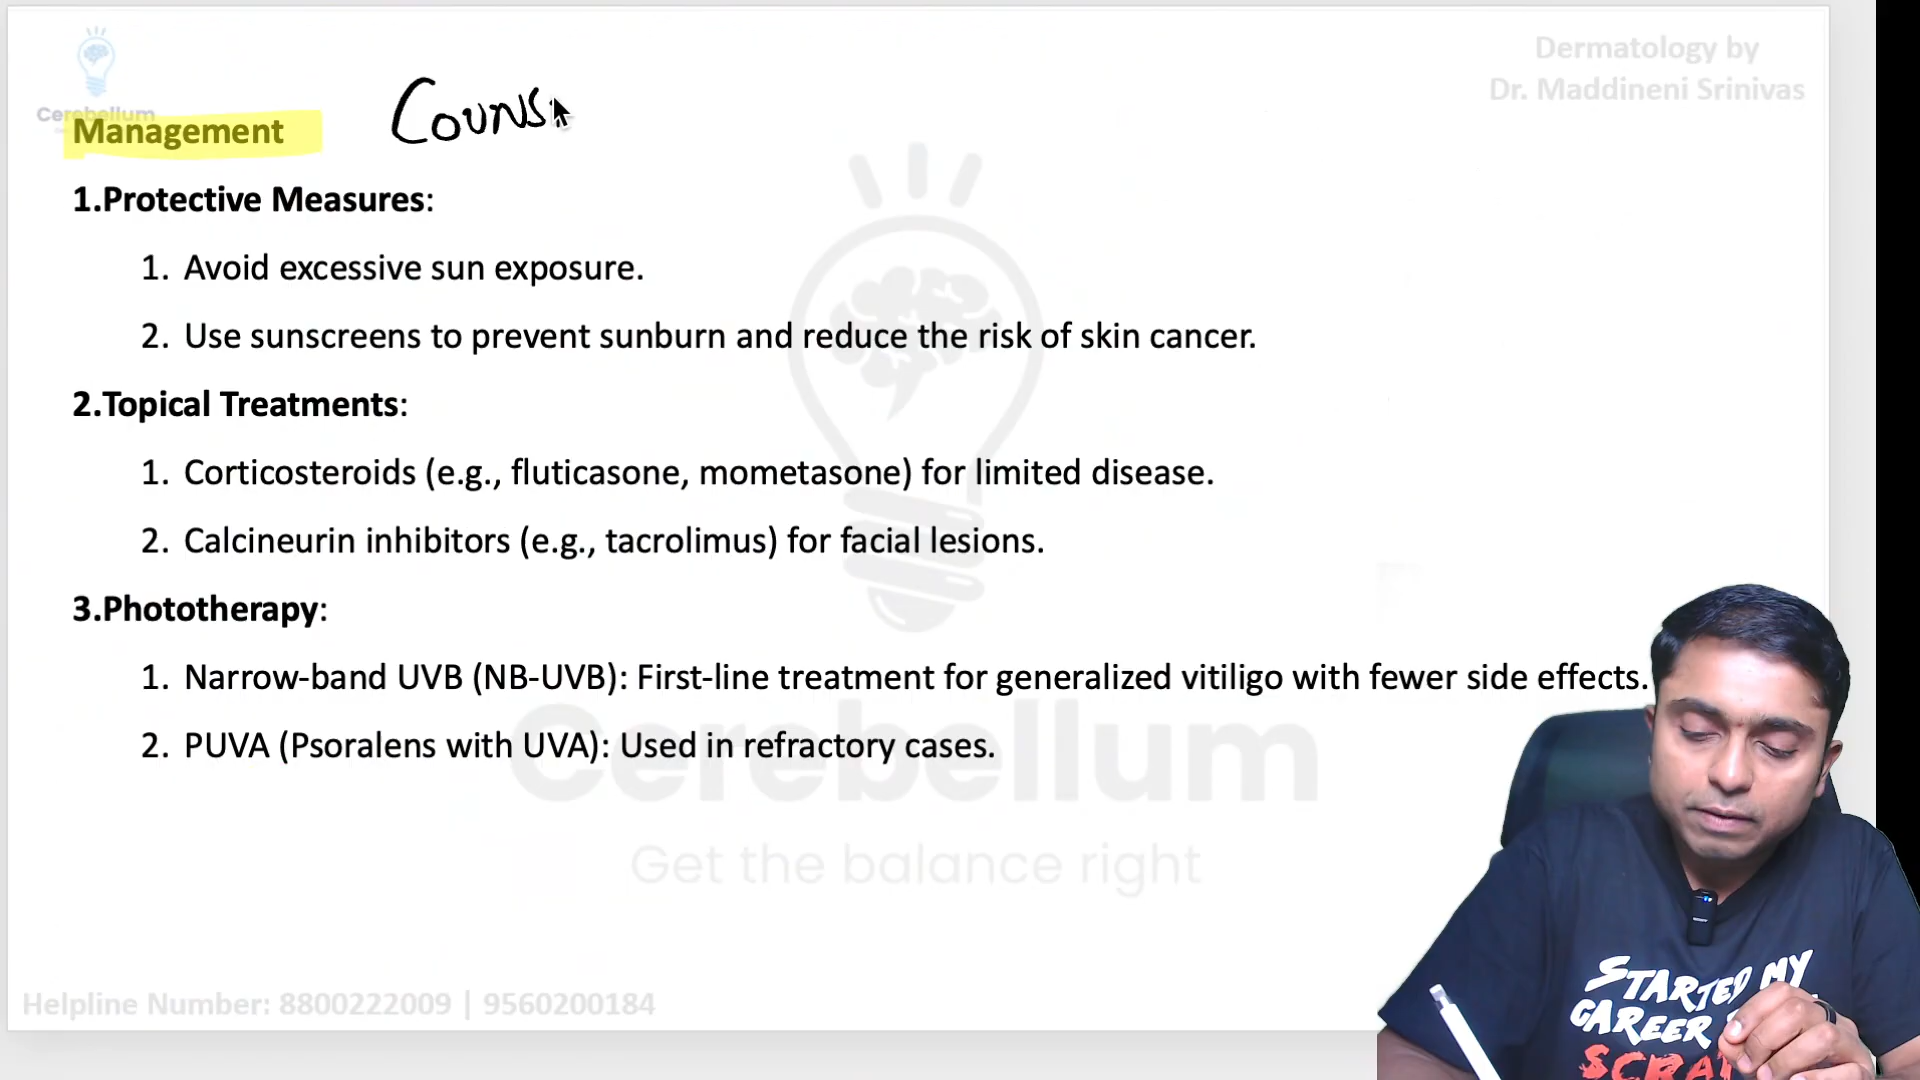 Dermatology by
Dr. Maddineni Srinivas
Cerebellum
Management
Couns
1.Protective Measures:
1. Avoid excessive sun exposure.
2. Use sunscreens to prevent sunburn and reduce the risk of skin cancer.
2.Topical Treatments:
1. Corticosteroids (e.g., fluticasone, mometasone) for limited disease.
2. Calcineurin inhibitors (e.g., tacrolimus) for facial lesions.
3.Phototherapy:
1. Narrow-band UVB (NB-UVB): First-line treatment for generalized vitiligo with fewer side effects.
2. PUVA (Psoralens with UVA): Used in refractory cases.
Cerebellum
Get the balance right
Helpline Number: 8800222009 | 9560200184
STARTED MY
CAREER
SCRAT